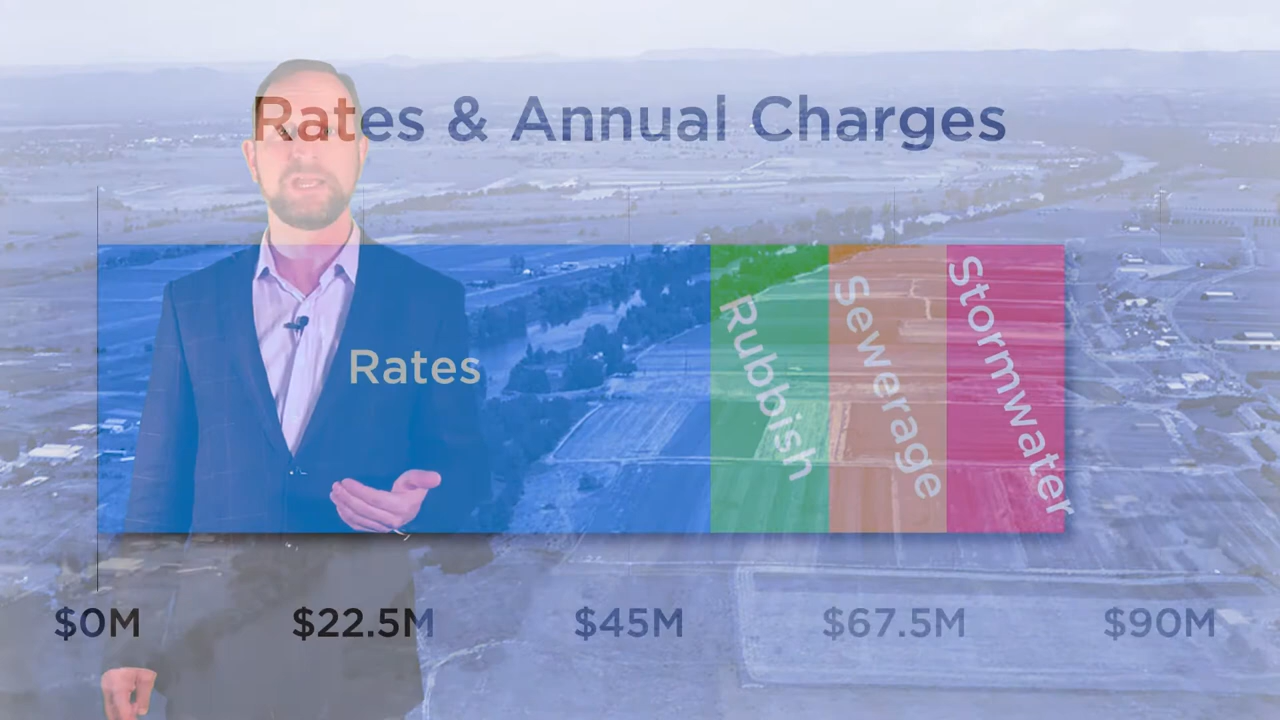 Rates & Annual Charges
Rates
Rubbish
Sewerage
Stormwater
$0M
$22.5M
$45M
$67.5M
$90M